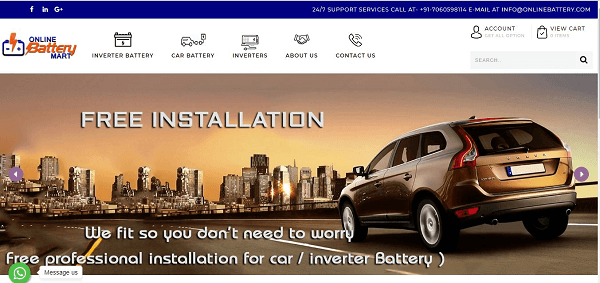 24/7 SUPPORT SERVICES CALL AT- +91-7060598114 E-MAIL AT INFO@ONLINEBATTERY.COM
ONLINE
Battery
MART
INVERTER BATTERY
CAR BATTERY
INVERTERS
ABOUT US
CONTACT US
ACCOUNT
GET ALL OPTION
VIEW CART
0 ITEMS
SEARCH...
FREE INSTALLATION
VOLVO
We fit so you don't need to worry
Free professional installation for car / inverter Battery )
Message us